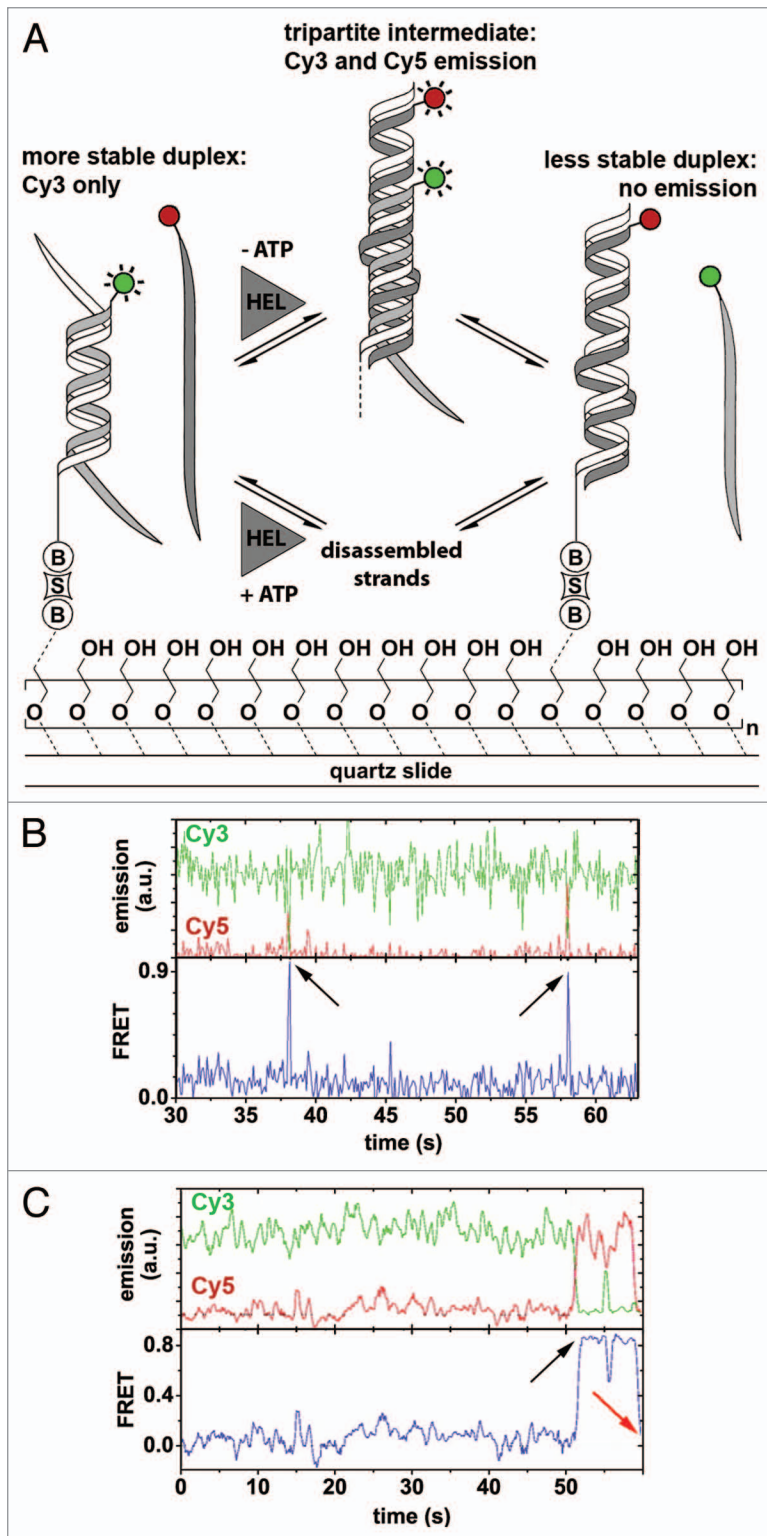 A
tripartite intermediate:
Cy3 and Cy5 emission
more stable duplex:
Cy3 only
less stable duplex:
no emission
- ATP
HEL
HEL
+ ATP
disassembled
strands
B
S
B
B
S
B
OH OH OH OH OH OH OH OH OH OH OH OH OH OH OH
O O O O O O O O O O O O O O O O O
n
quartz slide
B
Cy3
emission
(a.u.)
Cy5
0.9
FRET
0.0
30 35 40 45 50 55 60
time (s)
C
Cy3
emission
(a.u.)
Cy5
0.8
0.4
FRET
0.0
0 10 20 30 40 50
time (s)